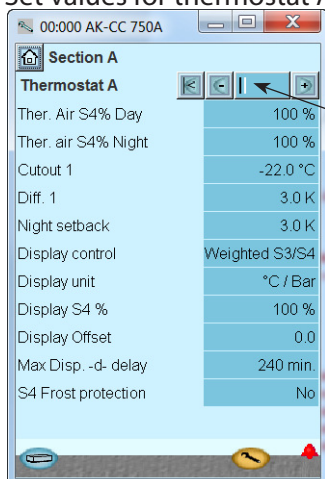 Set values for thermostat A
00:000 AK-CC 750A
Section A
Thermostat A
Ther. Air S4% Day 100 %
Ther. air S4% Night 100 %
Cutout 1 -22.0 °C
Diff. 1 3.0 K
Night setback 3.0 K
Display control Weighted S3/S4
Display unit °C / Bar
Display S4 % 100 %
Display Offset 0.0
Max Disp. -d- delay 240 min.
S4 Frost protection No